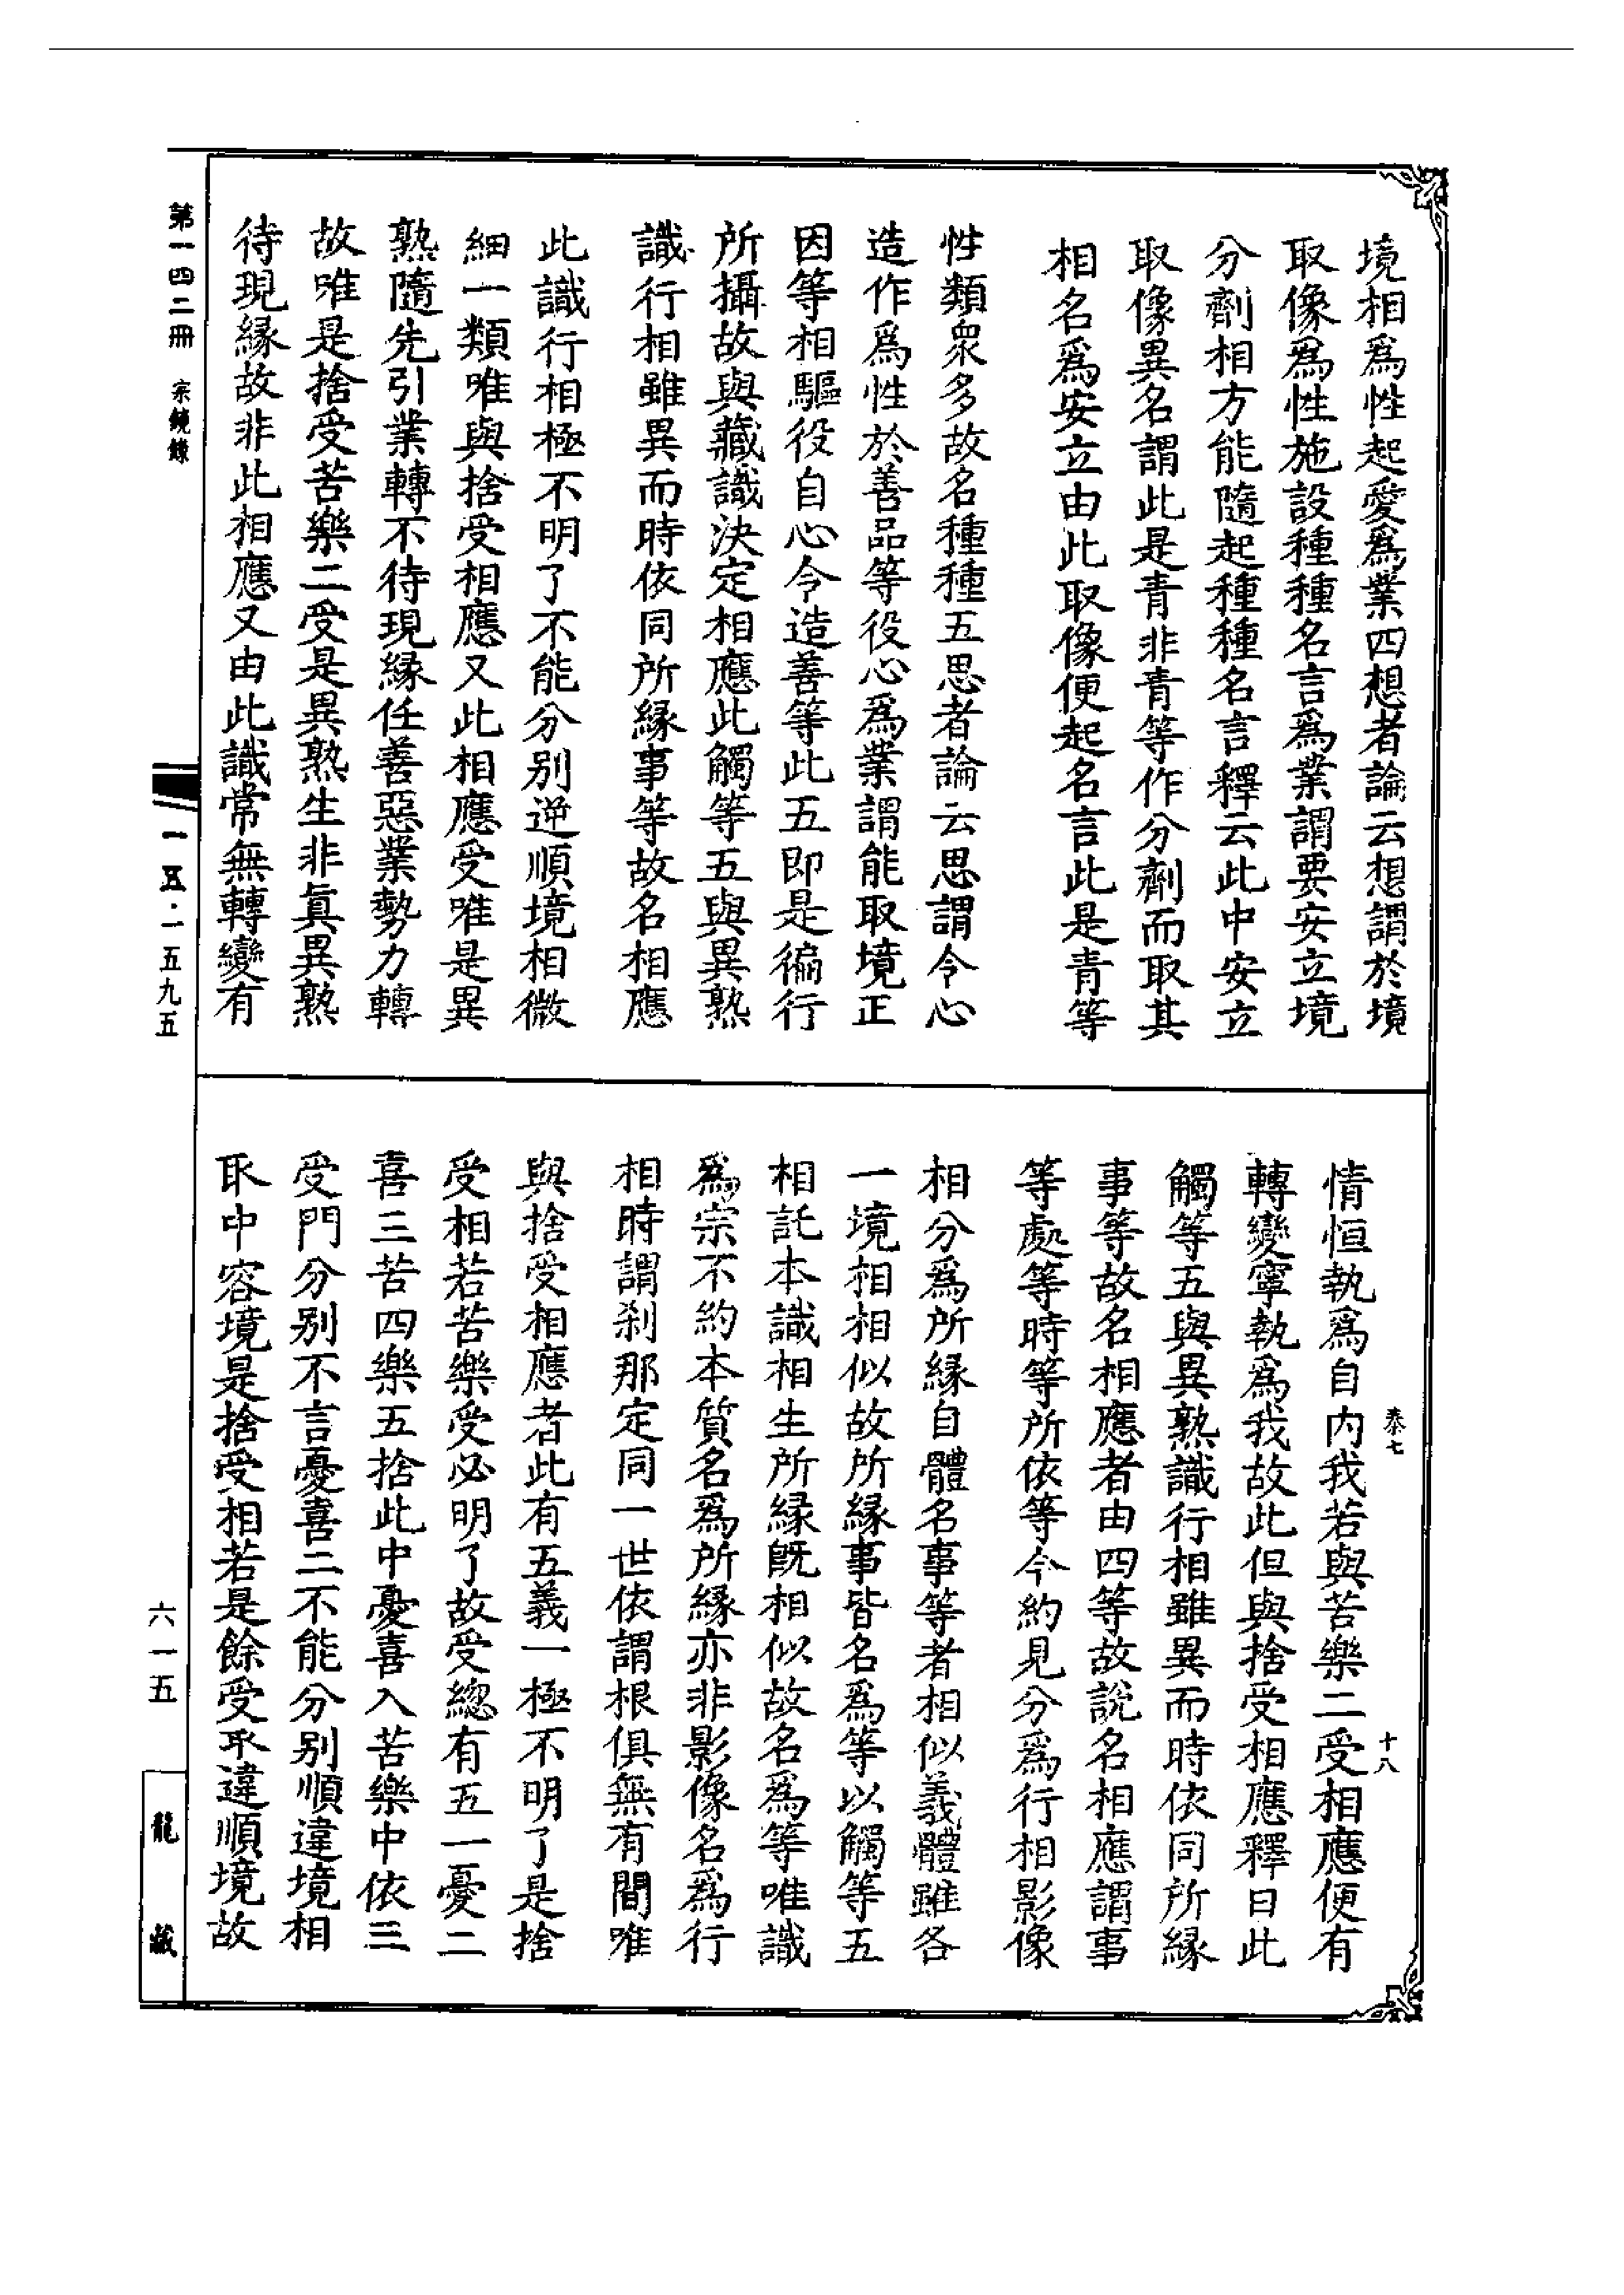 境相為性起愛為業四想者論云想謂於境
取像為性施設種種名言為業謂要安立境
分劑相方能隨起種種名言釋云此中安立
取像異名謂此是青非青等作分劑而取其
相名為安立由此取像便起名言此是青等
性類眾多故名種種五思者論云思謂令心
造作為性於善品等役心為業謂能取境正
因等相驅役自心令造善等此五即是徧行
所攝故與藏識決定相應此觸等五與異熟
識行相雖異而時依同所緣事等故名相應
此識行相極不明了不能分別逆順境相微
細一類唯與捨受相應又此相應受唯是異
熟隨先引業轉不待現緣任善惡業勢力轉
故唯是捨受苦樂二受是異熟生非真異熟
待現緣故非此相應又由此識常無轉變有
情恒執為自內我若與苦樂二受相應便有
轉變寧執為我故此但與捨受相應釋曰此
觸等五與異熟識行相雖異而時依同所緣
事等故名相應者由四等故說名相應謂事
等處等時等所依等今約見分為行相影像
相分為所緣自體名事等者相似義體雖各
一境相相似故所緣事皆名為等以觸等五
相託本識相生所緣既相似故名為等唯識
為宗不約本質名為所緣亦非影像名為行
相時謂刹那定同一世依謂根俱無有間唯
與捨受相應者此有五義一極不明了是捨
受相若苦樂受必明了故受總有五一憂二
喜三苦四樂五捨此中憂喜入苦樂中依三
受門分別不言憂喜二不能分別順違境相
取中容境是捨受相若是餘受取違順境故
泰七
十八
第一四二冊 宗鏡錄
一五·一五九五
六一五
龍藏